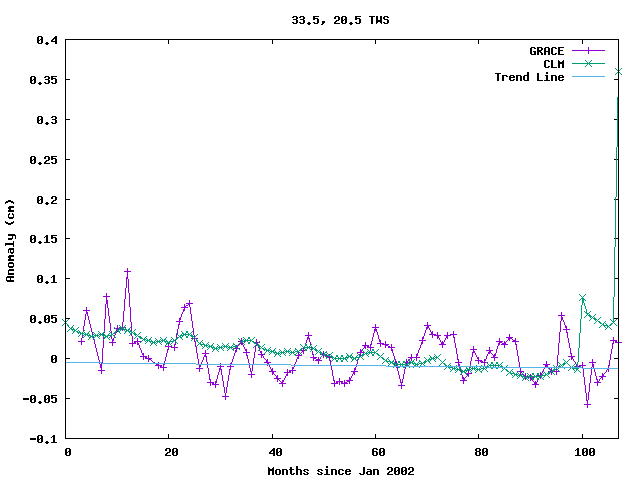 33.5, 20.5 TWS
GRACE
CLM
Trend Line
0.4
0.35
0.3
0.25
0.2
0.15
0.1
0.05
0
-0.05
-0.1
Anomaly (cm)
0 20 40 60 80 100
Months since Jan 2002